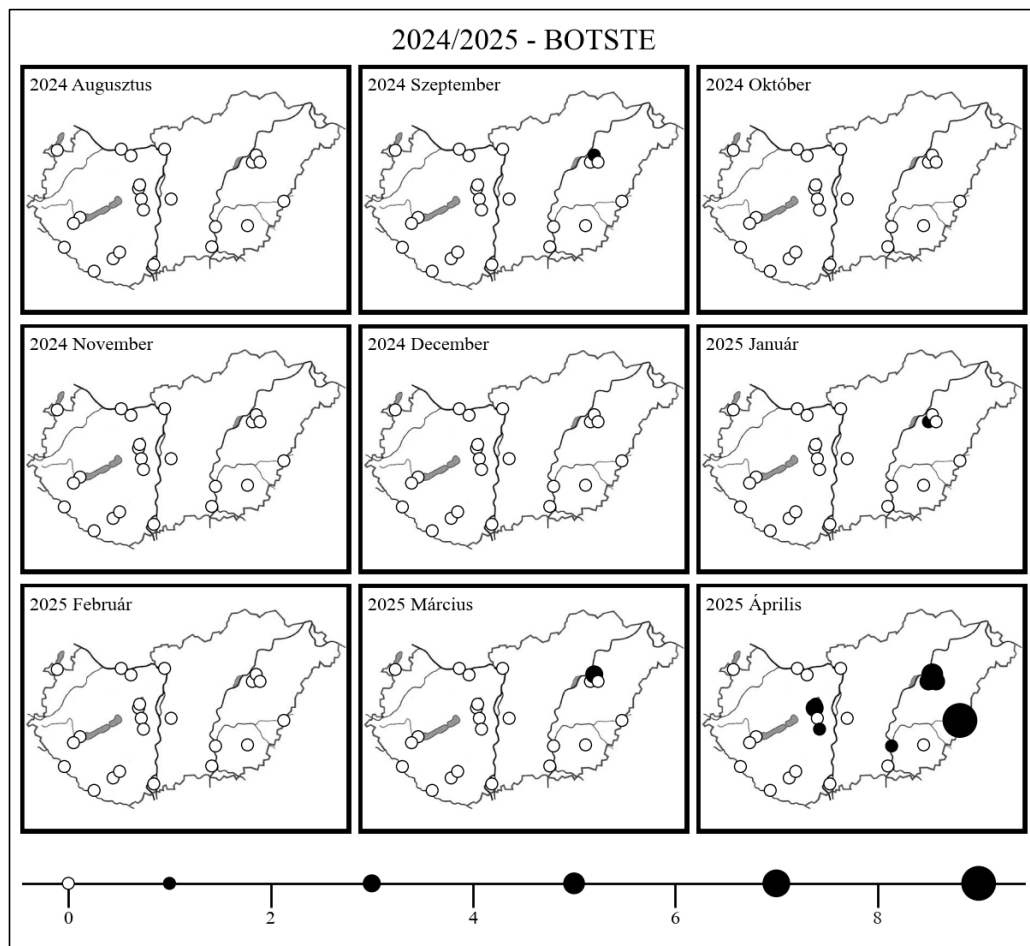 2024/2025 - BOTSTE
2024 Augusztus
2024 Szeptember
2024 Október
2024 November
2024 December
2025 Január
2025 Február
2025 Március
2025 Április
0 2 4 6 8